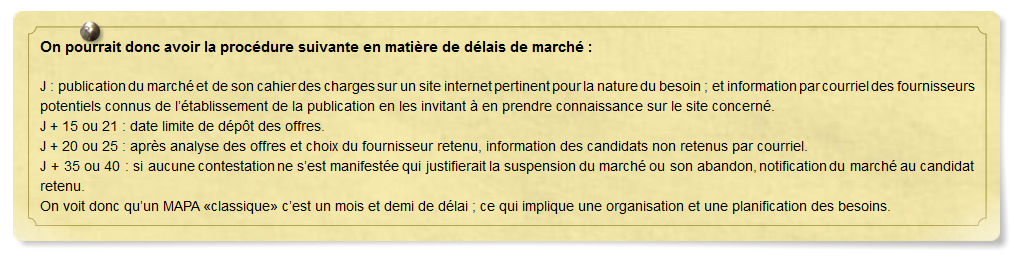 On pourrait donc avoir la procédure suivante en matière de délais de marché :
J : publication du marché et de son cahier des charges sur un site internet pertinent pour la nature du besoin ; et information par courriel des fournisseurs
potentiels connus de l’établissement de la publication en les invitant à en prendre connaissance sur le site concerné.
J + 15 ou 21 : date limite de dépôt des offres.
J + 20 ou 25 : après analyse des offres et choix du fournisseur retenu, information des candidats non retenus par courriel.
J + 35 ou 40 : si aucune contestation ne s’est manifestée qui justifierait la suspension du marché ou son abandon, notification du marché au candidat
retenu.
On voit donc qu’un MAPA «classique» c’est un mois et demi de délai ; ce qui implique une organisation et une planification des besoins.